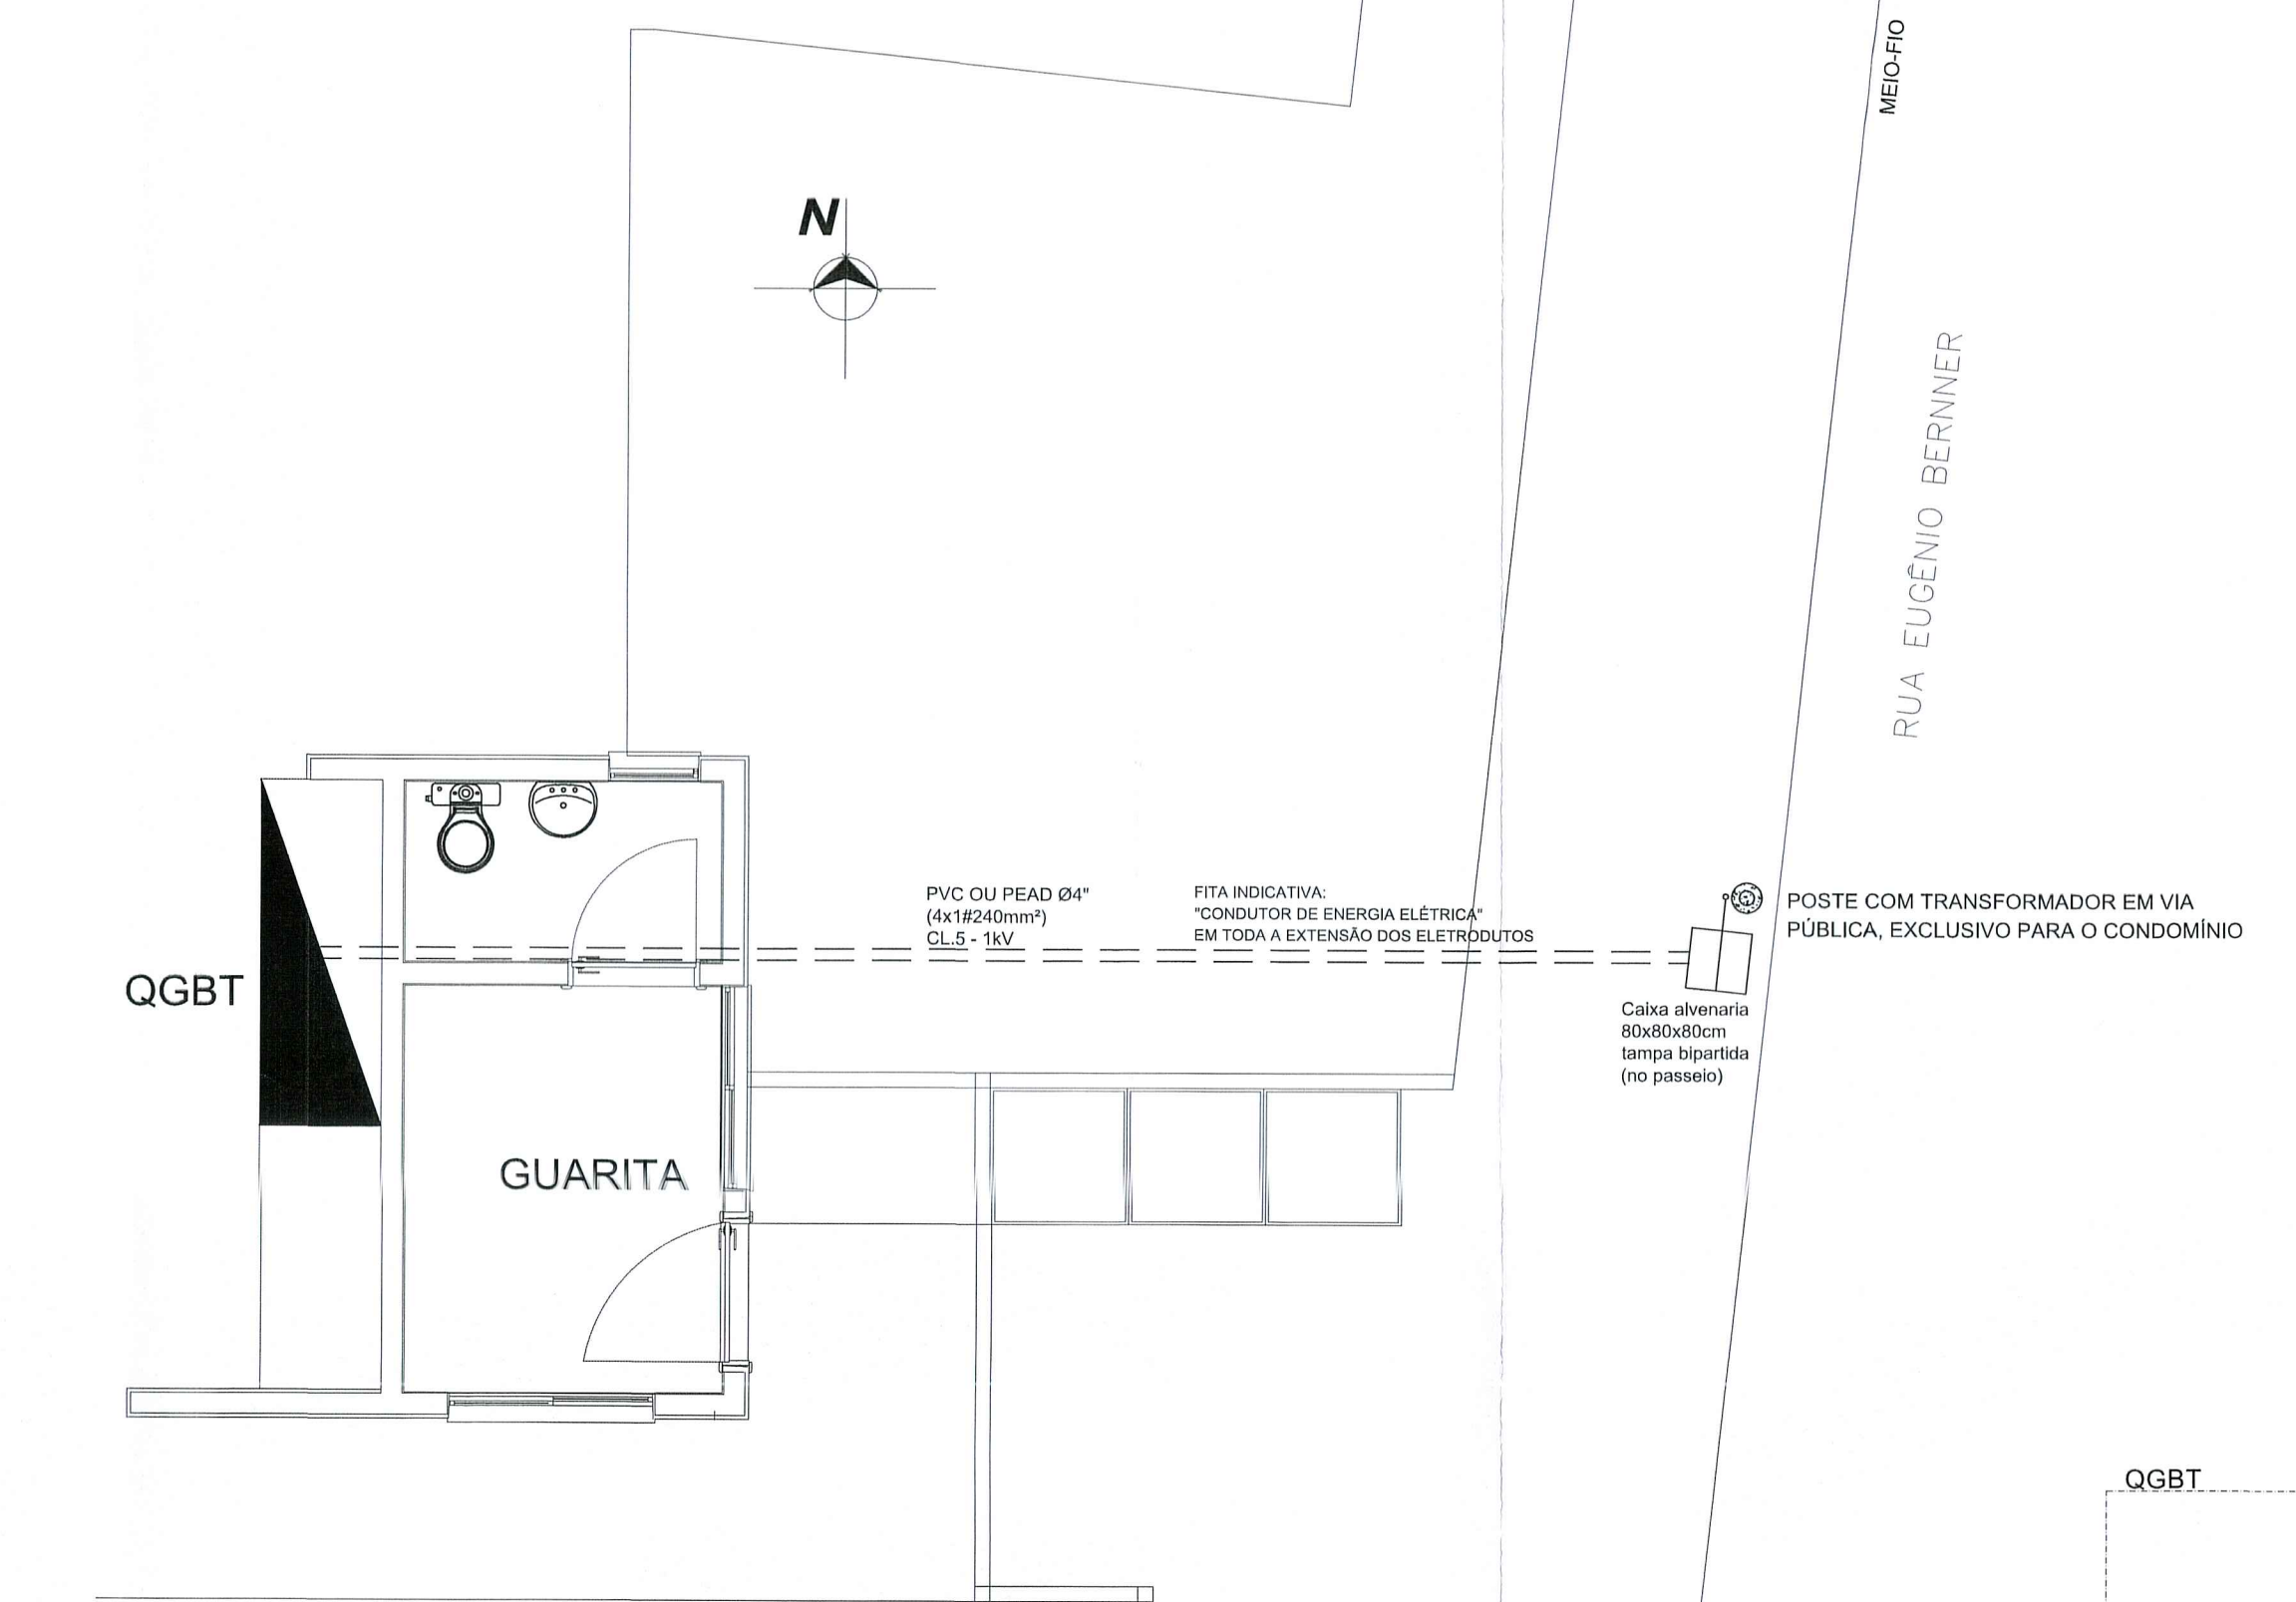 MEIO-FIO
N
RUA EUGÊNIO BERNNER
PVC OU PEAD Ø4"
(4x1#240mm²)
CL.5 - 1kV
FITA INDICATIVA:
"CONDUTOR DE ENERGIA ELÉTRICA"
EM TODA A EXTENSÃO DOS ELETRODUTOS
POSTE COM TRANSFORMADOR EM VIA
PÚBLICA, EXCLUSIVO PARA O CONDOMÍNIO
QGBT
Caixa alvenaria
80x80x80cm
tampa bipartida
(no passeio)
GUARITA
QGBT